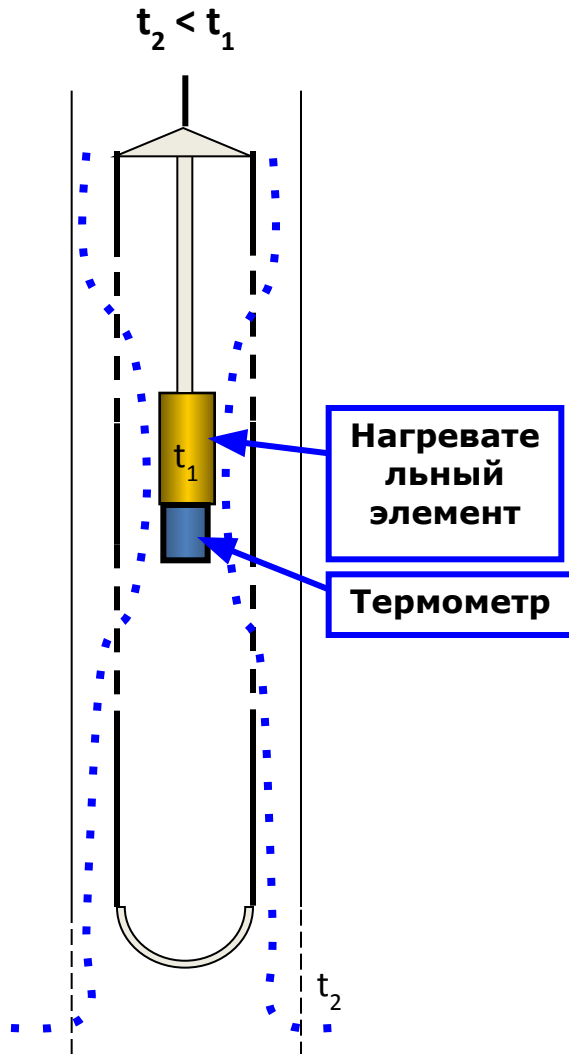 t₂ < t₁
Нагревате
льный
элемент
t₁
Термометр
t₂